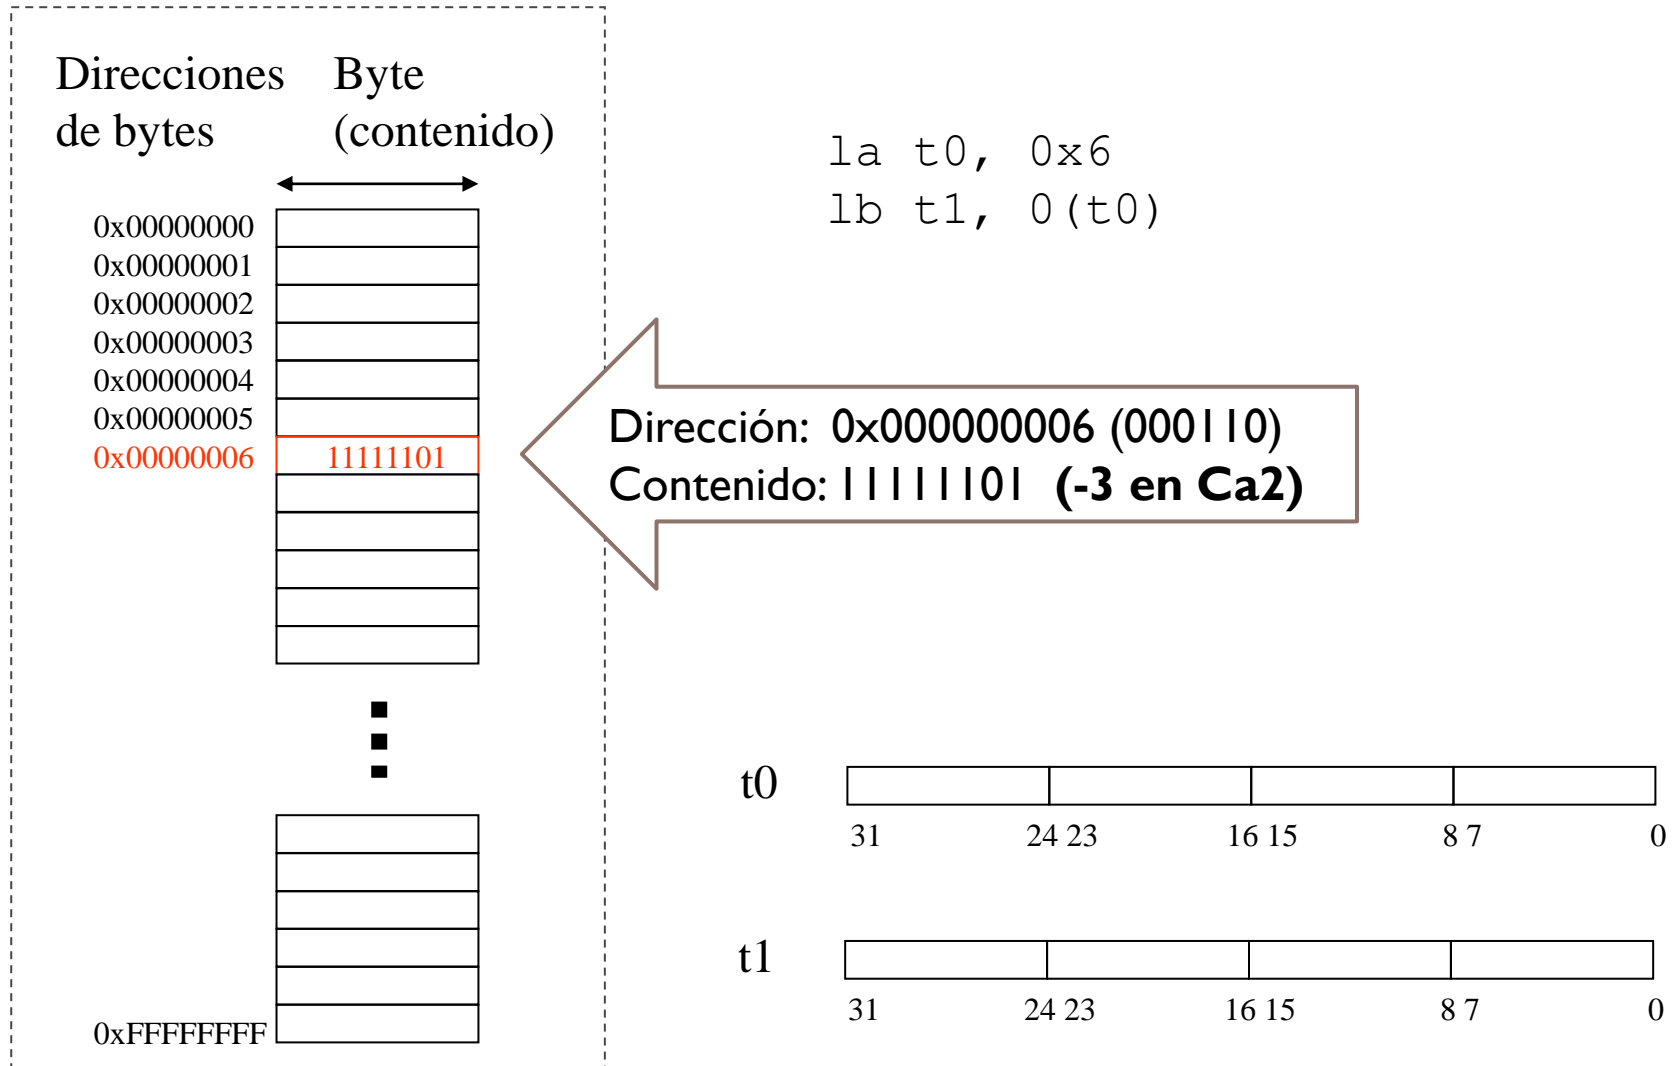 Direcciones
de bytes
Byte
(contenido)
0x00000000
0x00000001
0x00000002
0x00000003
0x00000004
0x00000005
0x00000006 11111101
0xFFFFFFFF
la t0, 0x6
lb t1, 0(t0)
Dirección: 0x000000006 (000110)
Contenido: 11111101 (-3 en Ca2)
t0
31 24 23 16 15 8 7 0
t1
31 24 23 16 15 8 7 0